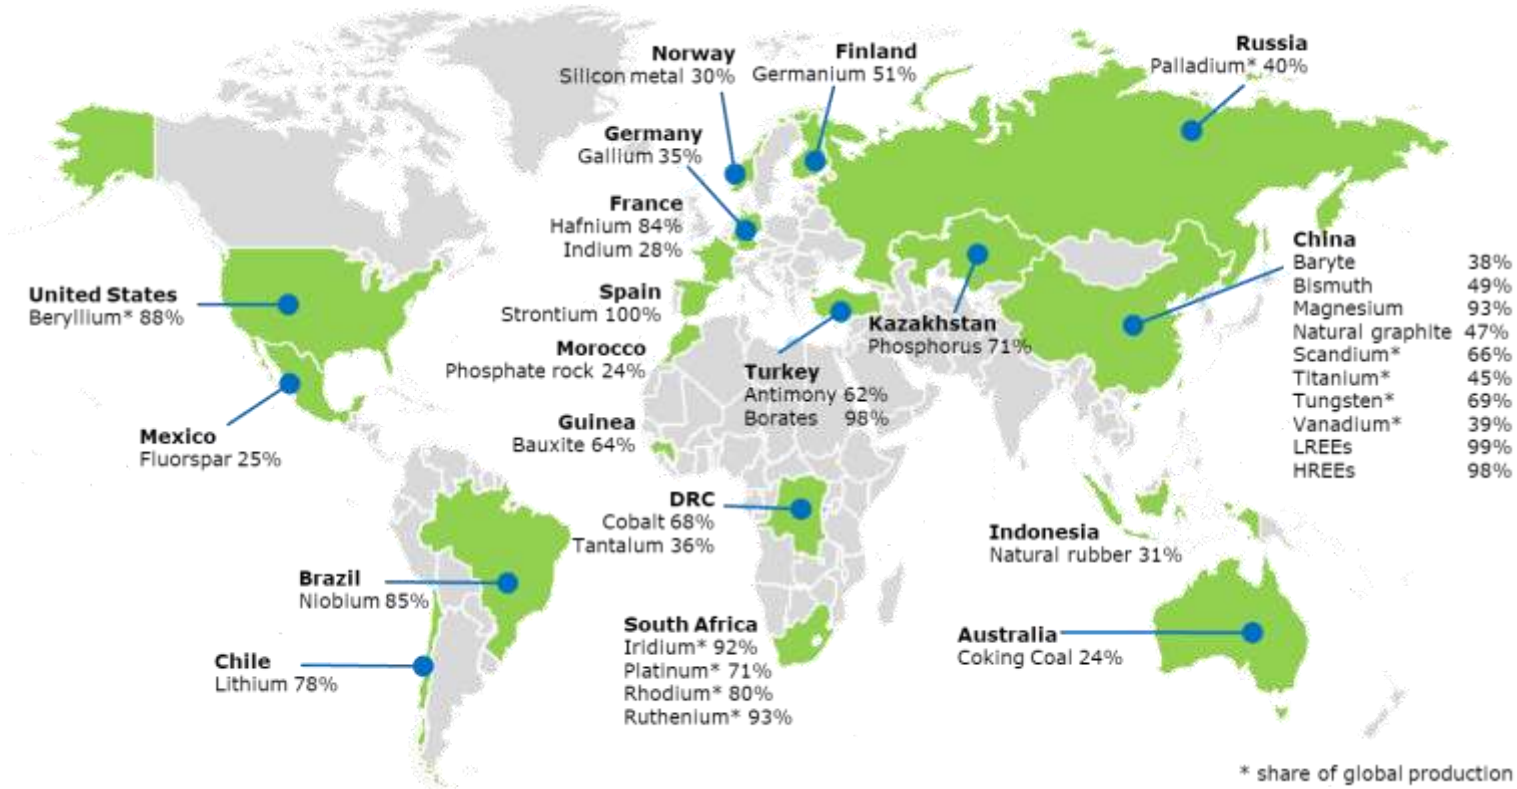 Norway
Silicon metal 30%
Finland
Germanium 51%
Russia
Palladium* 40%
Germany
Gallium 35%
France
Hafnium 84%
Indium 28%
China
Baryte 38%
Bismuth 49%
Magnesium 93%
Natural graphite 47%
Scandium* 66%
Titanium* 45%
Tungsten* 69%
Vanadium* 39%
LREEs 99%
HREEs 98%
United States
Beryllium* 88%
Spain
Strontium 100%
Kazakhstan
Phosphorus 71%
Morocco
Phosphate rock 24%
Turkey
Antimony 62%
Borates 98%
Mexico
Fluorspar 25%
Guinea
Bauxite 64%
DRC
Cobalt 68%
Tantalum 36%
Indonesia
Natural rubber 31%
Brazil
Niobium 85%
South Africa
Iridium* 92%
Platinum* 71%
Rhodium* 80%
Ruthenium* 93%
Australia
Coking Coal 24%
Chile
Lithium 78%
* share of global production